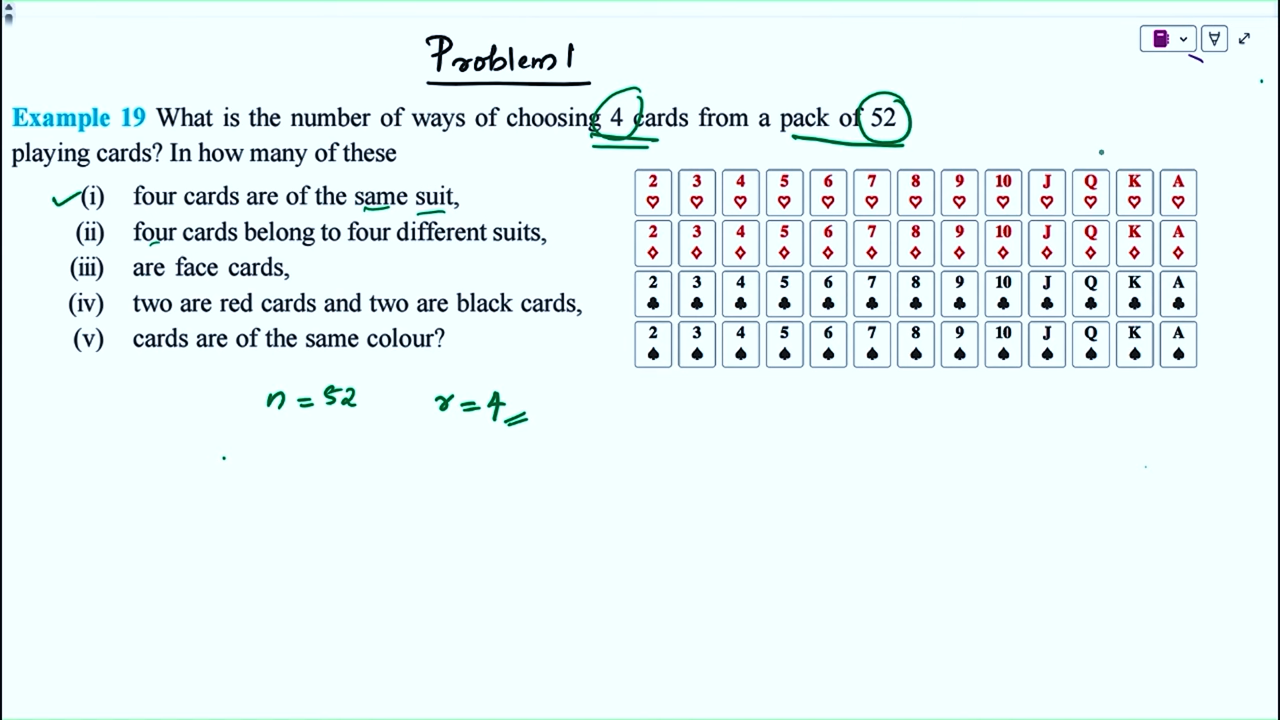 Problem 1
Example 19 What is the number of ways of choosing 4 cards from a pack of 52
playing cards? In how many of these
(i) four cards are of the same suit,
(ii) four cards belong to four different suits,
(iii) are face cards,
(iv) two are red cards and two are black cards,
(v) cards are of the same colour?
2 3 4 5 6 7 8 9 10 J Q K A
♡ ♡ ♡ ♡ ♡ ♡ ♡ ♡ ♡ ♡ ♡ ♡ ♡
2 3 4 5 6 7 8 9 10 J Q K A
♢ ♢ ♢ ♢ ♢ ♢ ♢ ♢ ♢ ♢ ♢ ♢ ♢
2 3 4 5 6 7 8 9 10 J Q K A
♣ ♣ ♣ ♣ ♣ ♣ ♣ ♣ ♣ ♣ ♣ ♣ ♣
2 3 4 5 6 7 8 9 10 J Q K A
♠ ♠ ♠ ♠ ♠ ♠ ♠ ♠ ♠ ♠ ♠ ♠ ♠
n = 52 r = 4